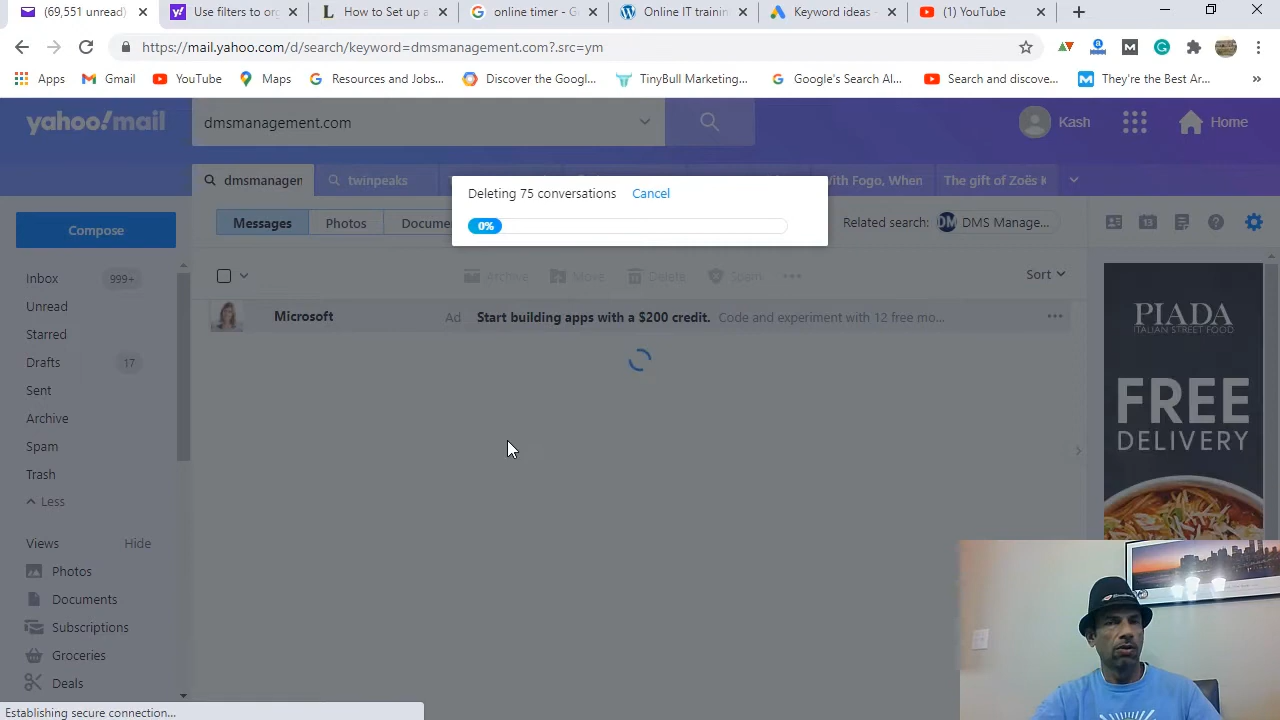 (69,551 unread)
Use filters to or
How to Set up a
online timer - G
Online IT trainin
Keyword ideas
(1) YouTube
https://mail.yahoo.com/d/search/keyword=dmsmanagement.com?.src=ym
Apps
Gmail
YouTube
Maps
Resources and Jobs...
Discover the Googl...
TinyBull Marketing...
Google's Search Al...
Search and discove...
They're the Best Ar...
yahoo!mail
dmsmanagement.com
Kash
Home
dmsmanagen
twinpeaks
With Fogo, When
The gift of Zoës K
Deleting 75 conversations Cancel
0%
Compose
Messages
Photos
Docume
Related search:
DM
DMS Manage...
13
Inbox 999+
Archive
Move
Delete
Spam
Sort
Unread
Microsoft
Ad
Start building apps with a $200 credit. Code and experiment with 12 free mo...
Starred
Drafts 17
Sent
Archive
Spam
Trash
Less
Views Hide
Photos
Documents
Subscriptions
Groceries
Deals
PIADA
ITALIAN STREET FOOD
FREE
DELIVERY
Establishing secure connection...